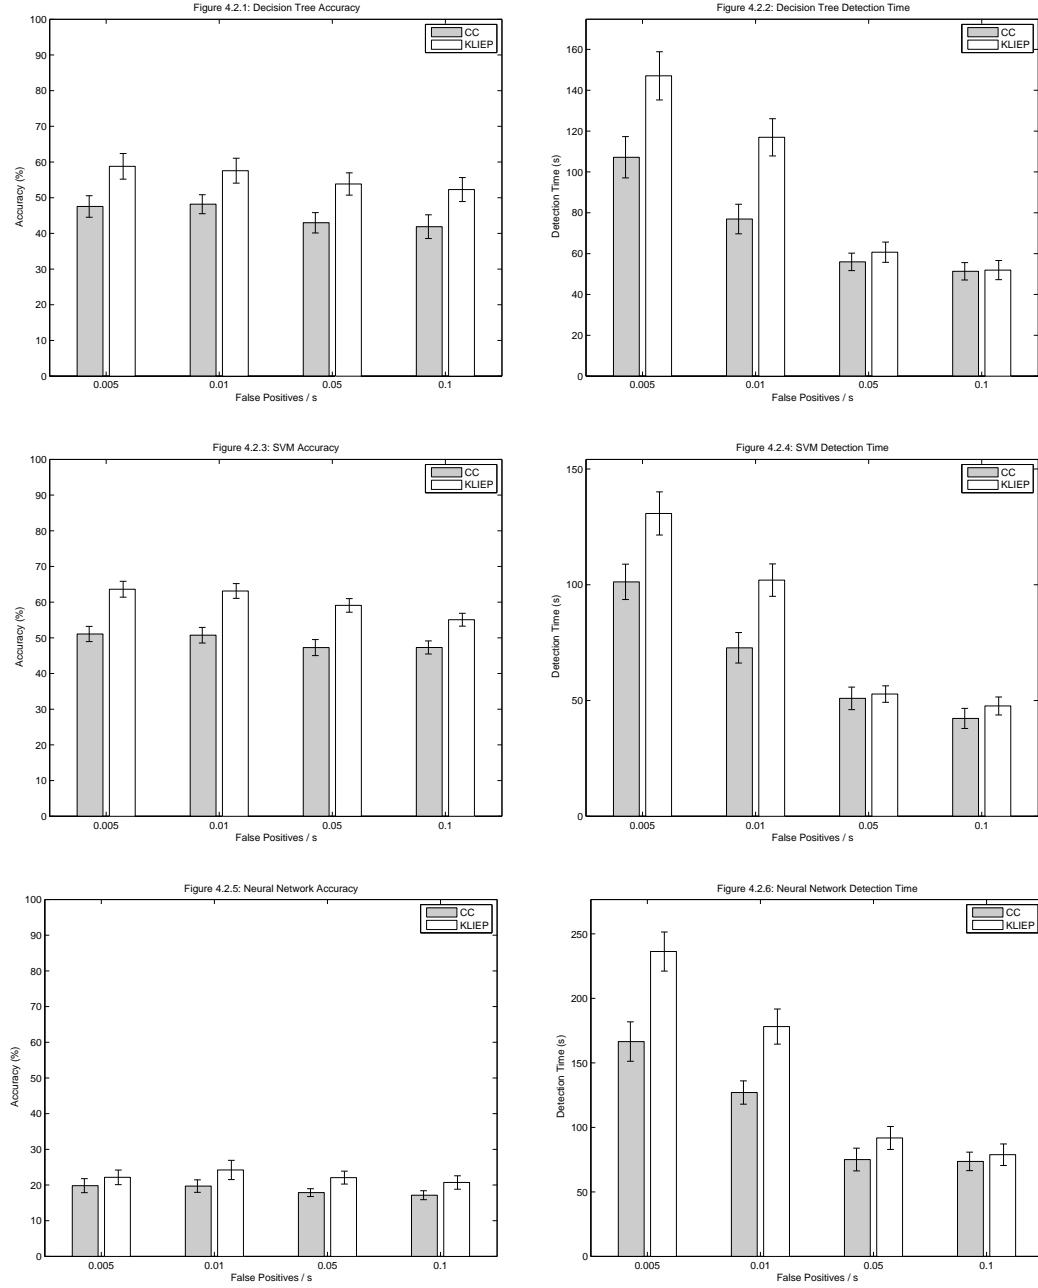 Figure 4.2.1: Decision Tree Accuracy
100
90
80
70
60
50
40
30
20
10
0
Accuracy (%)
CC
KLIEP
0.005
0.01
0.05
0.1
False Positives / s
Figure 4.2.2: Decision Tree Detection Time
160
140
120
100
80
60
40
20
0
Detection Time (s)
CC
KLIEP
0.005
0.01
0.05
0.1
False Positives / s
Figure 4.2.3: SVM Accuracy
100
90
80
70
60
50
40
30
20
10
0
Accuracy (%)
CC
KLIEP
0.005
0.01
0.05
0.1
False Positives / s
Figure 4.2.4: SVM Detection Time
150
100
50
0
Detection Time (s)
CC
KLIEP
0.005
0.01
0.05
0.1
False Positives / s
Figure 4.2.5: Neural Network Accuracy
100
90
80
70
60
50
40
30
20
10
0
Accuracy (%)
CC
KLIEP
0.005
0.01
0.05
0.1
False Positives / s
Figure 4.2.6: Neural Network Detection Time
250
200
150
100
50
0
Detection Time (s)
CC
KLIEP
0.005
0.01
0.05
0.1
False Positives / s